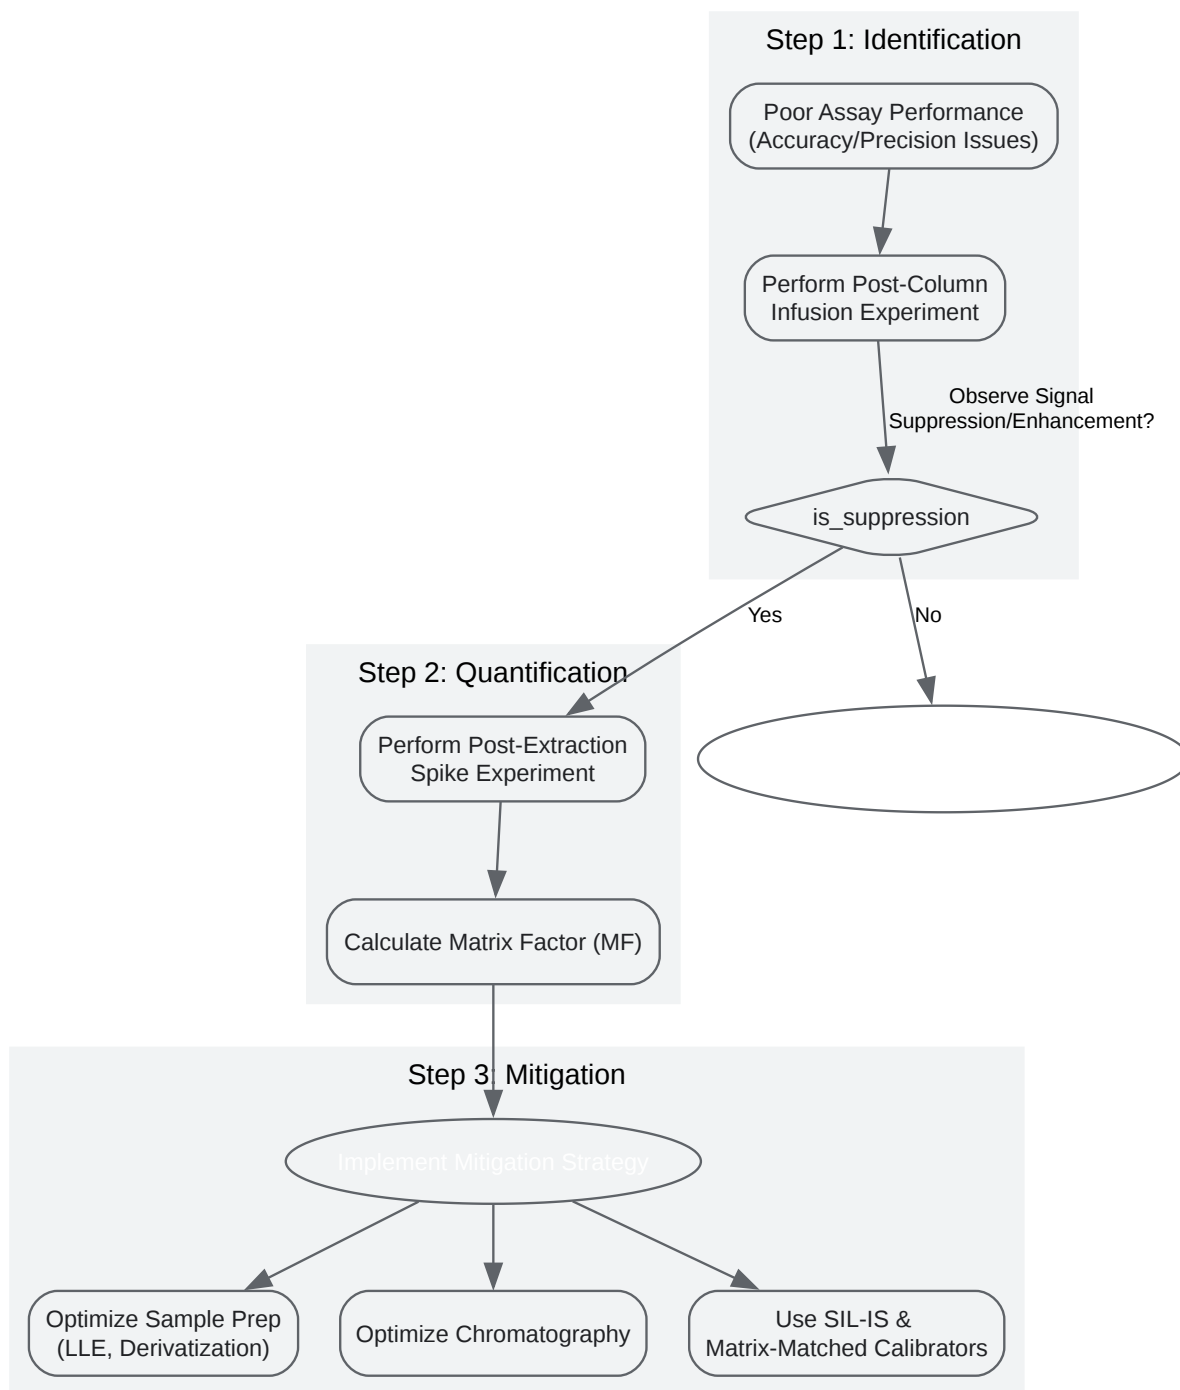 Step 1: Identification
Poor Assay Performance
(Accuracy/Precision Issues)
Perform Post-Column
Infusion Experiment
Observe Signal
Suppression/Enhancement?
is_suppression
Yes
No
Step 2: Quantification
Perform Post-Extraction
Spike Experiment
Calculate Matrix Factor (MF)
Step 3: Mitigation
Implement Mitigation Strategy
Optimize Sample Prep
(LLE, Derivatization)
Optimize Chromatography
Use SIL-IS &
Matrix-Matched Calibrators